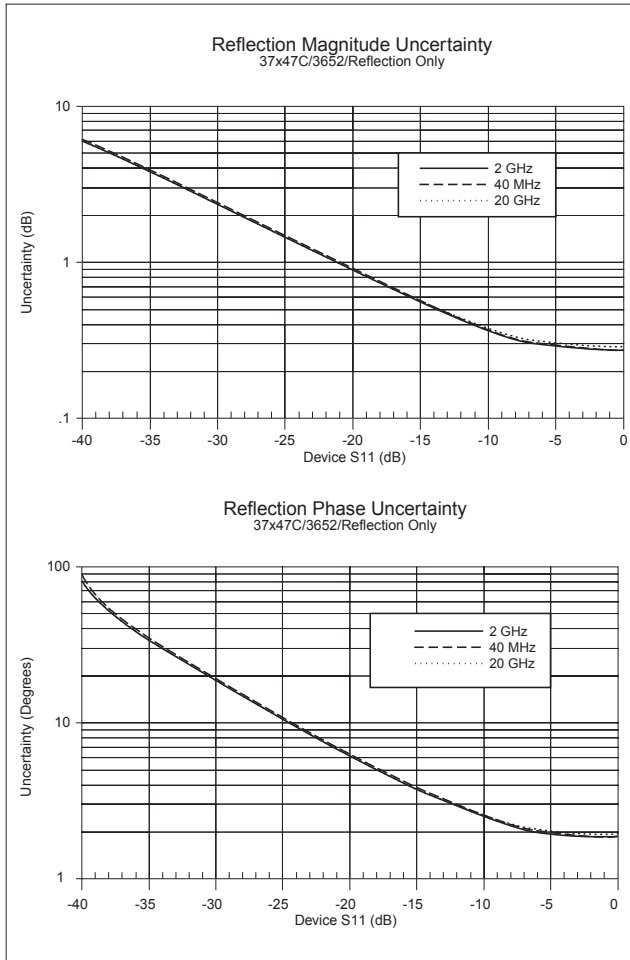 Reflection Magnitude Uncertainty
37x47C/3652/Reflection Only
10
1
.1
Uncertainty (dB)
2 GHz
40 MHz
20 GHz
-40 -35 -30 -25 -20 -15 -10 -5 0
Device S11 (dB)
Reflection Phase Uncertainty
37x47C/3652/Reflection Only
100
10
1
Uncertainty (Degrees)
2 GHz
40 MHz
20 GHz
-40 -35 -30 -25 -20 -15 -10 -5 0
Device S11 (dB)